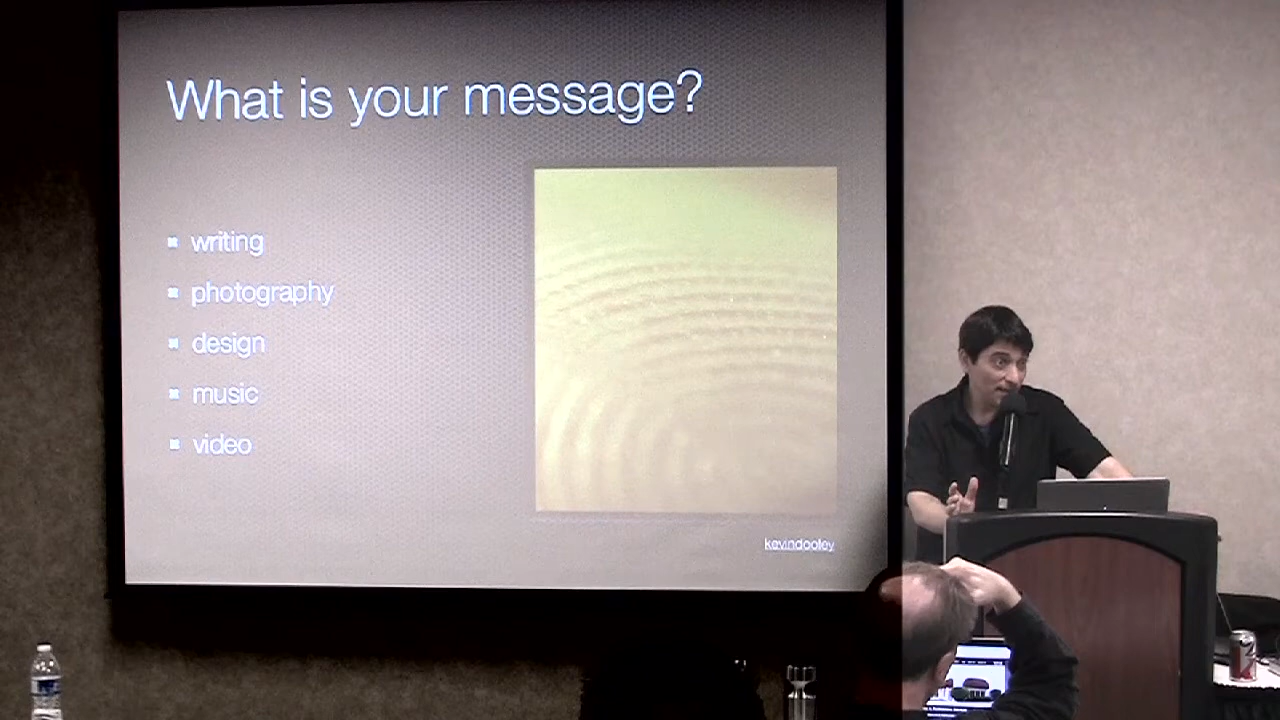 What is your message?
writing
photography
design
music
video
kevindooley